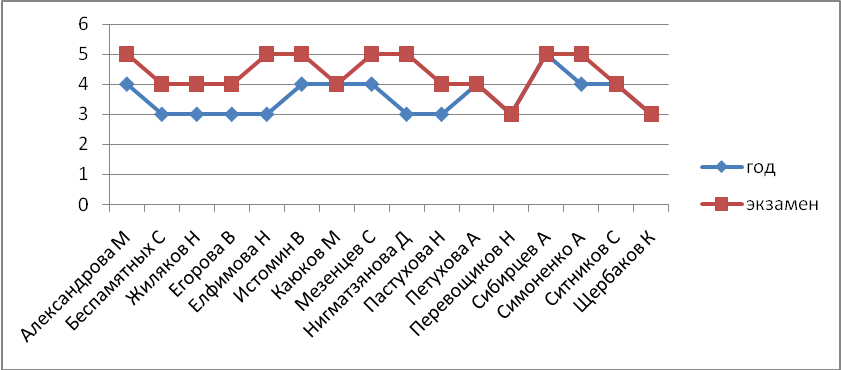 6
5
4
3
2
1
0
Александрова М
Беспамятных С
Жиляков Н
Егорова В
Елфимова Н
Истомин В
Каюков М
Мезенцев С
Нигматзянова Д
Пастухова Н
Петухова А
Перевощиков Н
Сибирцев А
Симоненко А
Ситников С
Щербаков К
год
экзамен